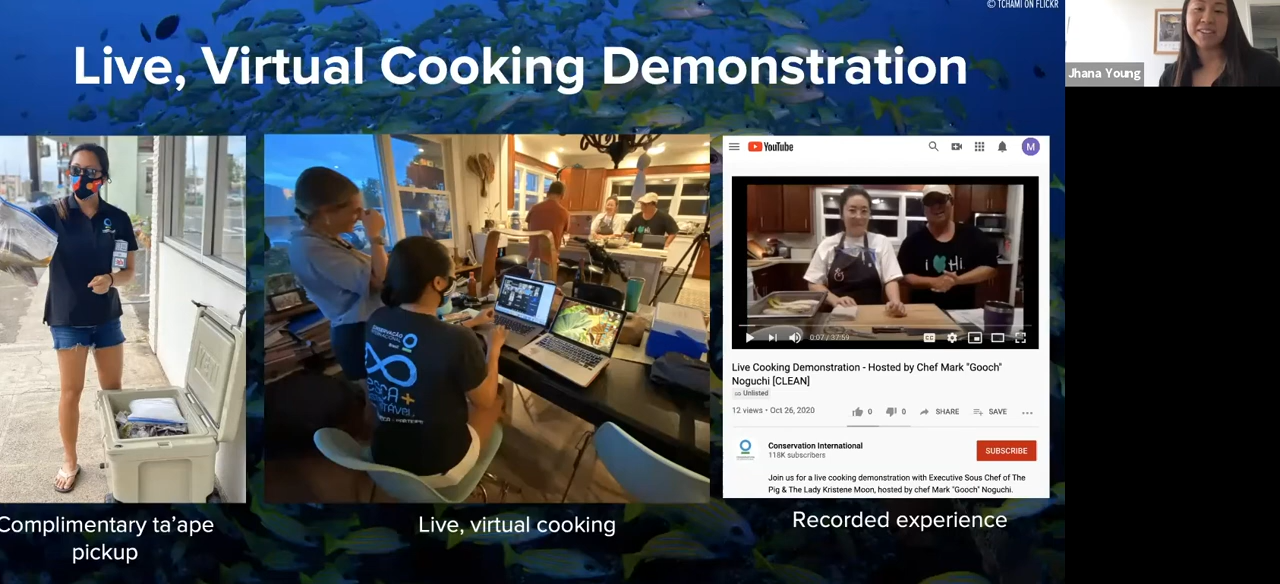 © TCHAMI ON FLICKR
Live, Virtual Cooking Demonstration
Jhana Young
YouTube
M
i Hi
0:07 / 37:59
CC
Live Cooking Demonstration - Hosted by Chef Mark "Gooch"
Noguchi [CLEAN]
Unlisted
12 views • Oct 26, 2020
0
0
SHARE
SAVE
Conservation International
118K subscribers
SUBSCRIBE
Join us for a live cooking demonstration with Executive Sous Chef of The
Pig & The Lady Kristene Moon, hosted by chef Mark "Gooch" Noguchi.
Complimentary ta'ape
pickup
Live, virtual cooking
Recorded experience